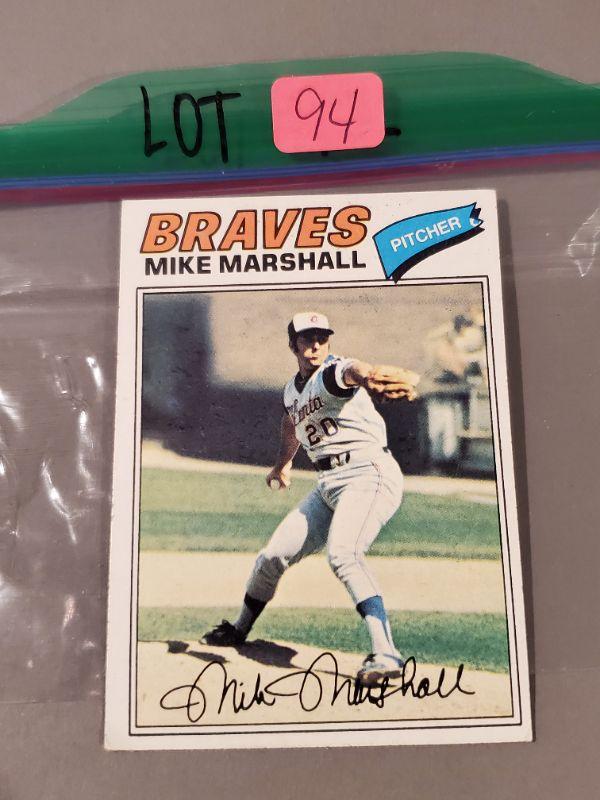 LOT 94
BRAVES
PITCHER
MIKE MARSHALL
Atlanta
20
Mike Marshall